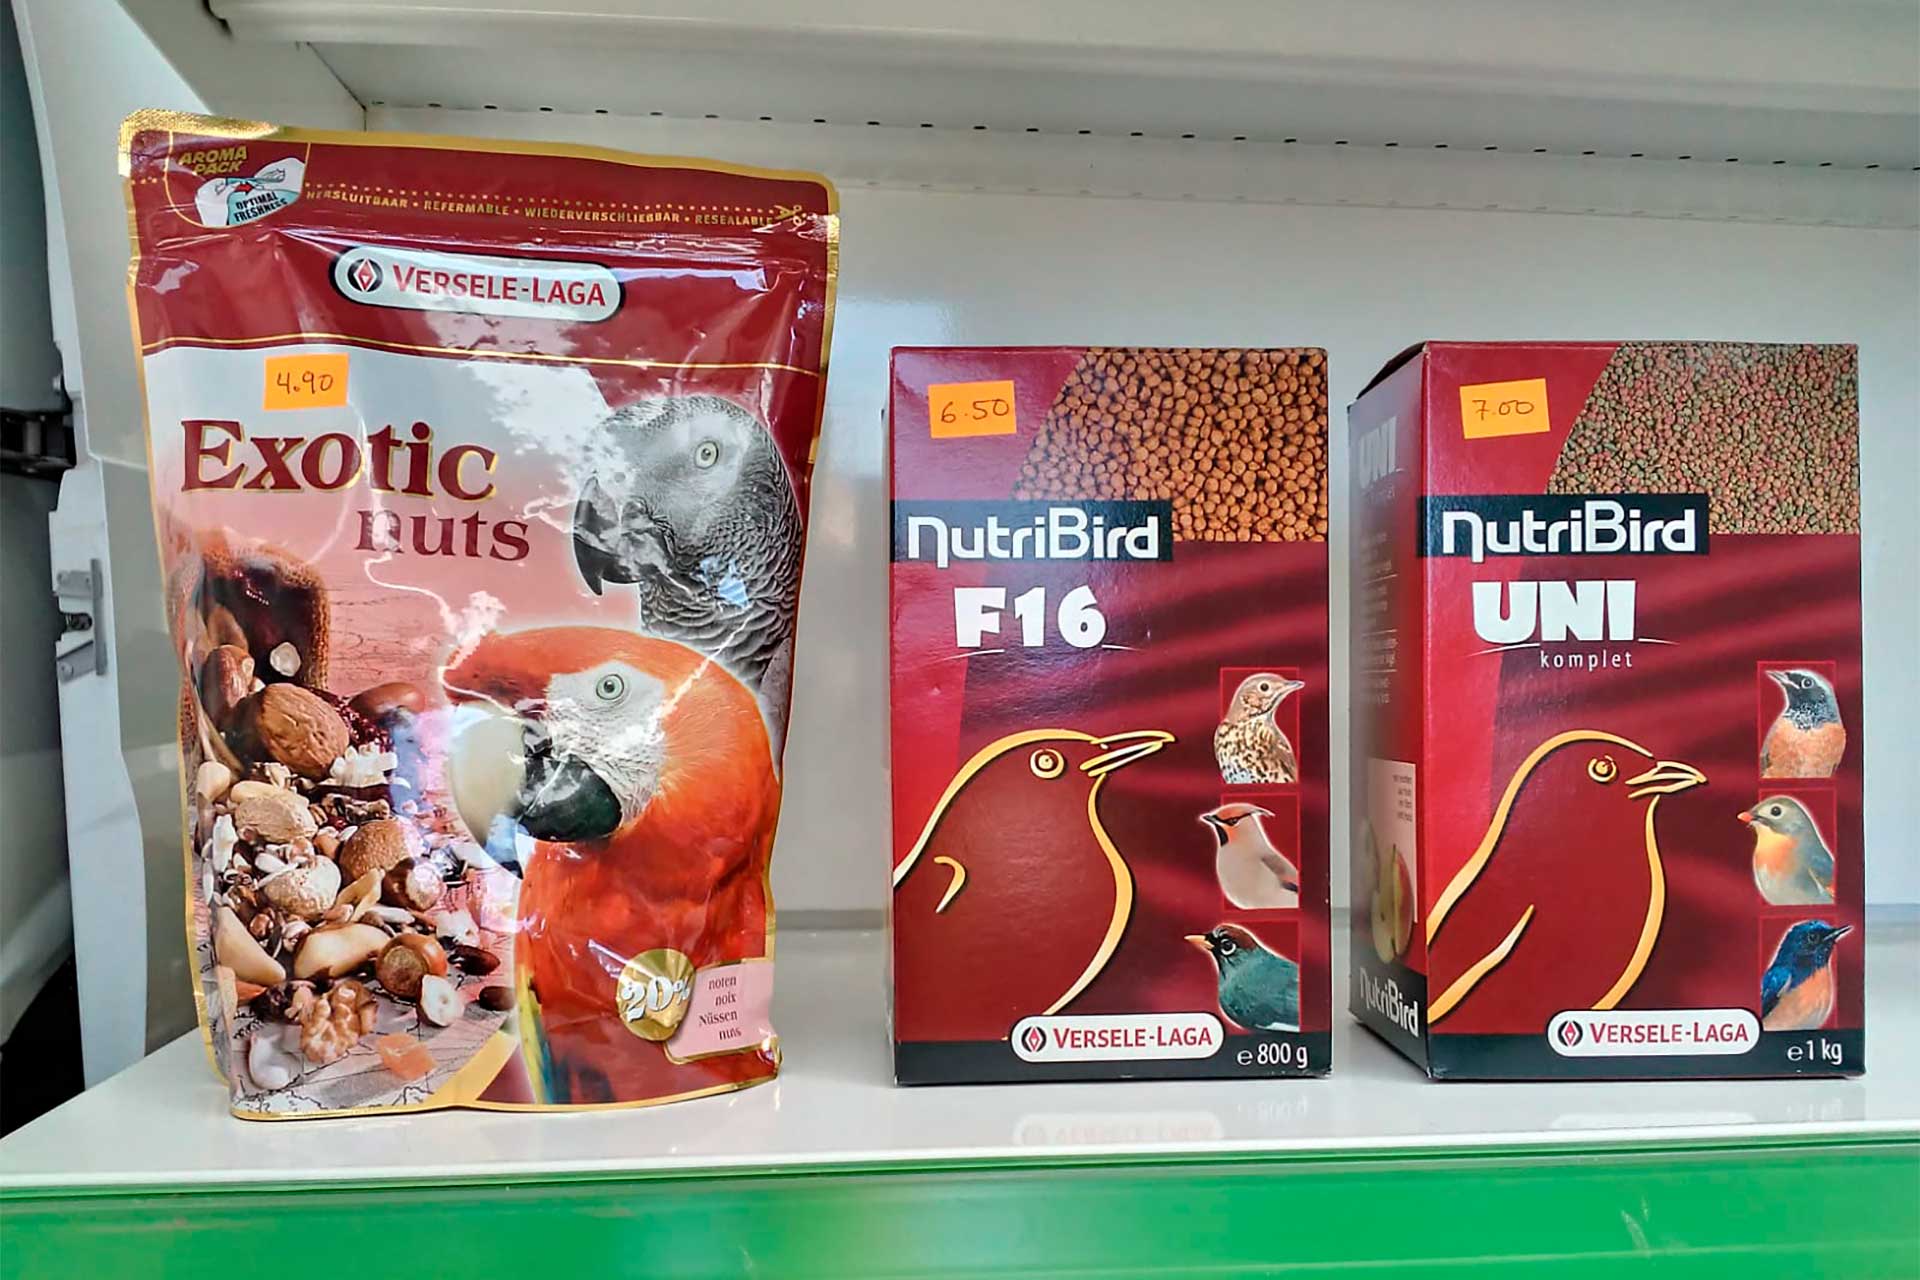 AROMA
PACK
OPTIMAL
FRESHNESS
HERSLUITBAAR • REFERMABLE • WIEDERVERSCHLIEßBAR • RESEALABLE
VERSELE-LAGA
4.90
Exotic
nuts
20%
noten
noix
Nüssen
nuts
6.50
NutriBird
F16
VERSELE-LAGA
e 800 g
7.00
NutriBird
UNI
komplet
VERSELE-LAGA
e 1 kg
UNI
NutriBird